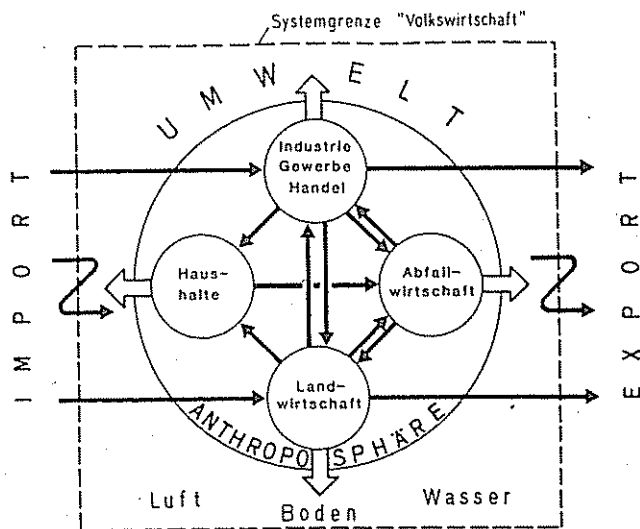 Systemgrenze "Volkswirtschaft"
UMWELT
Industrie
Gewerbe
Handel
IMPORT
EXPORT
Haus-
halte
Abfall-
wirtschaft
Land-
wirtschaft
ANTHROPOSPHÄRE
Luft
Boden
Wasser